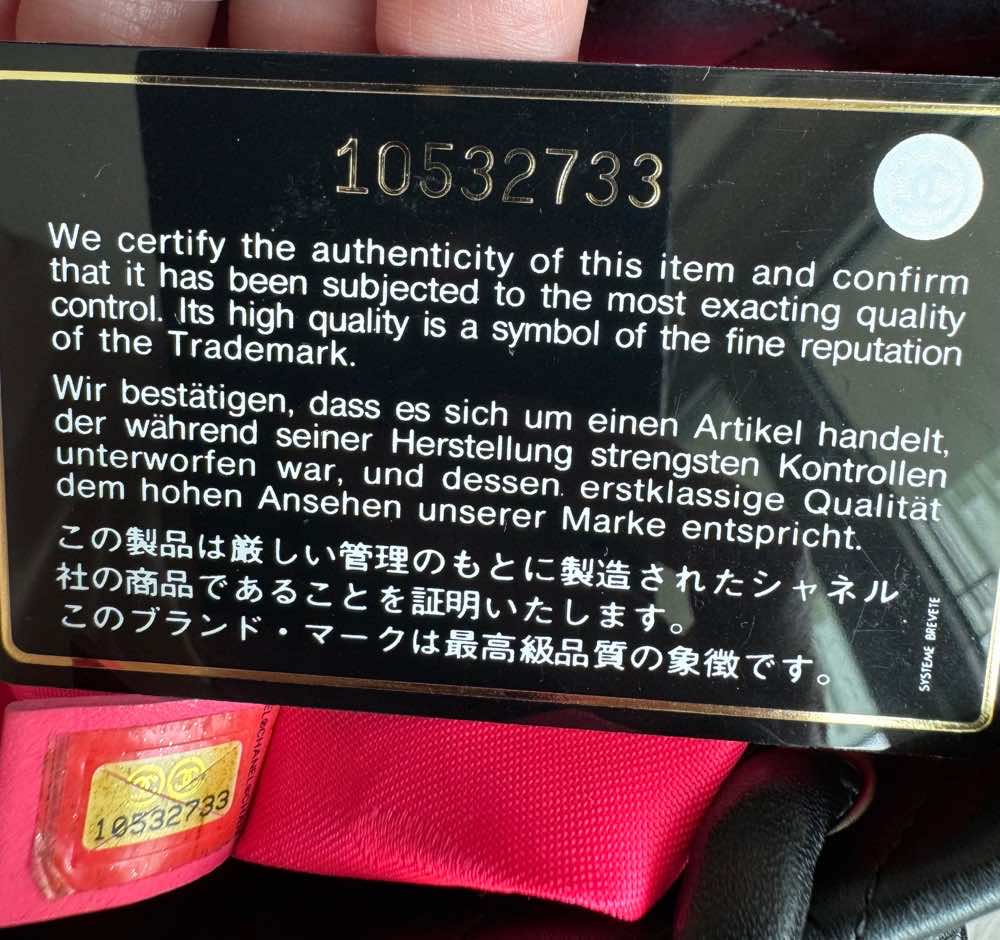 10532733
We certify the authenticity of this item and confirm
that it has been subjected to the most exacting quality
control. Its high quality is a symbol of the fine reputation
of the Trademark.
Wir bestätigen, dass es sich um einen Artikel handelt,
der während seiner Herstellung strengsten Kontrollen
unterworfen war, und dessen erstklassige Qualität
dem hohen Ansehen unserer Marke entspricht.
この製品は厳しい管理のもとに製造されたシャネル
社の商品であることを証明いたします。
このブランド・マークは最高級品質の象徴です。
SYSTEME BREVETE
CHANEL
10532733